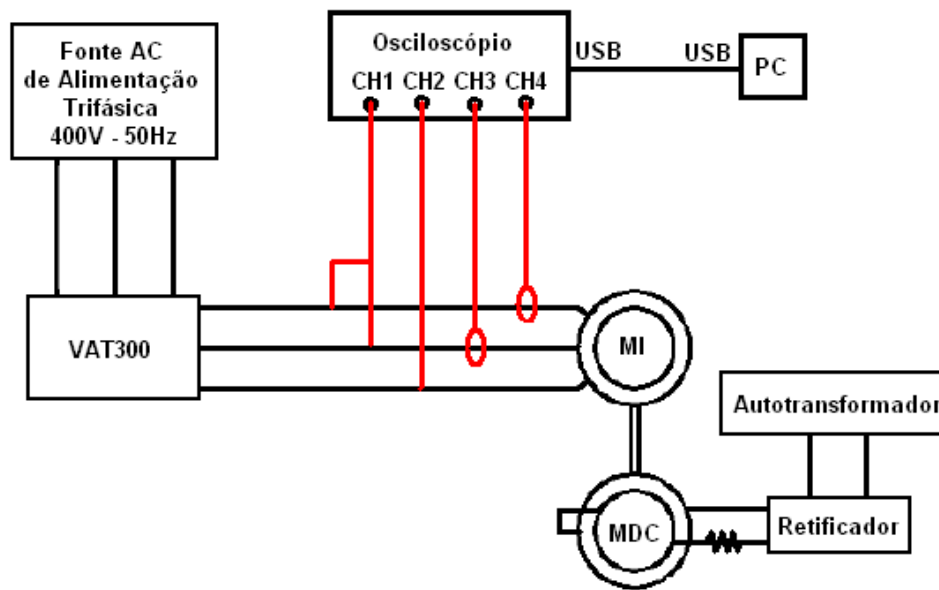 Fonte AC
de Alimentação
Trifásica
400V - 50Hz
Osciloscópio
CH1 CH2 CH3 CH4
USB USB
PC
VAT300
MI
Autotransformador
MDC
Retificador